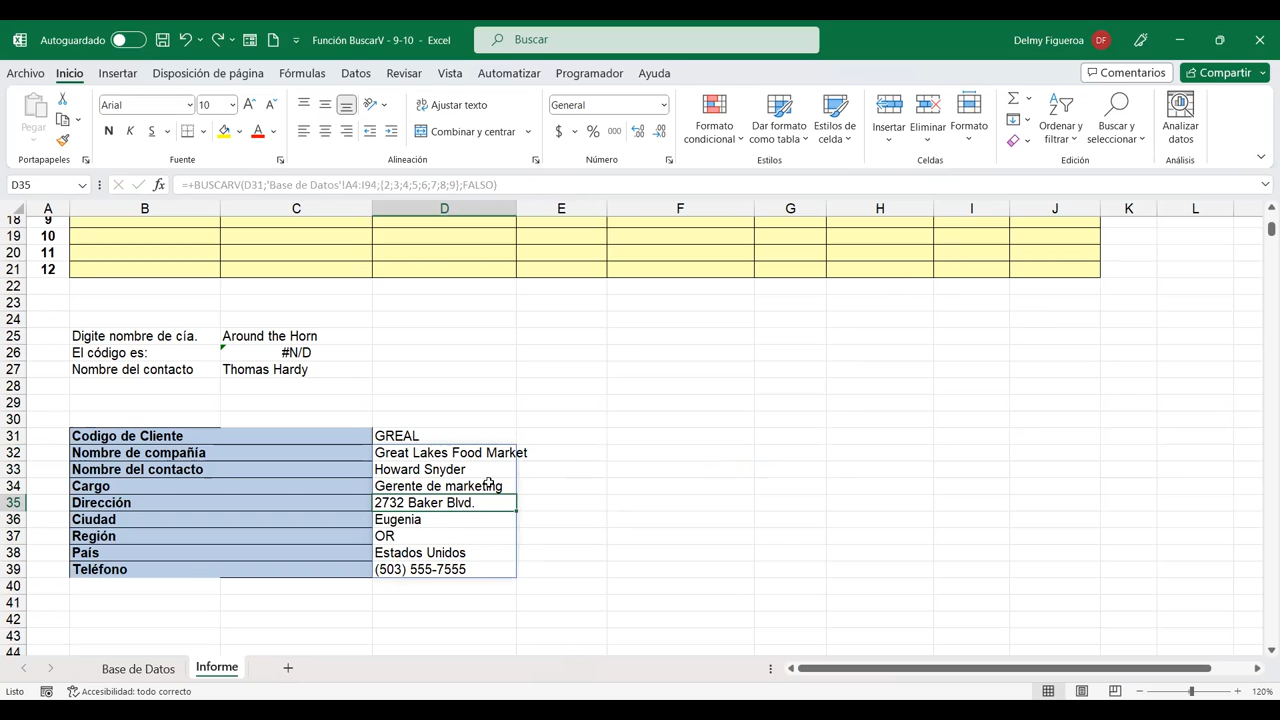 Autoguardado
Función BuscarV - 9-10 - Excel
Buscar
Delmy Figueroa DF
Archivo Inicio Insertar Disposición de página Fórmulas Datos Revisar Vista Automatizar Programador Ayuda
Comentarios Compartir
Pegar
Portapapeles
Arial 10
N K S
Fuente
Ajustar texto
Combinar y centrar
Alineación
General
$ % 000
Número
Formato condicional
Dar formato como tabla
Estilos de celda
Estilos
Insertar Eliminar Formato
Celdas
Ordenar y filtrar
Buscar y seleccionar
Edición
Analizar datos
Análisis
D35 fx =+BUSCARV(D31;'Base de Datos'!A4:I94;{2;3;4;5;6;7;8;9};FALSO)
A B C D E F G H I J K L
18 9
19 10
20 11
21 12
22
23
24
25 Digite nombre de cía. Around the Horn
26 El código es: #N/D
27 Nombre del contacto Thomas Hardy
28
29
30
31 Codigo de Cliente GREAL
32 Nombre de compañía Great Lakes Food Market
33 Nombre del contacto Howard Snyder
34 Cargo Gerente de marketing
35 Dirección 2732 Baker Blvd.
36 Ciudad Eugenia
37 Región OR
38 País Estados Unidos
39 Teléfono (503) 555-7555
40
41
42
43
44
Base de Datos Informe
Listo Accesibilidad: todo correcto 120%